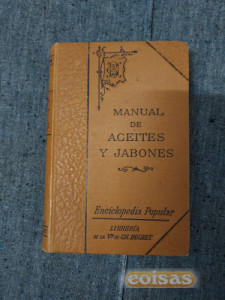 MANUAL
DE
ACEITES
Y JABONES
Enciclopedia Popular
LIBRERÍA
DE LA Vda DE CH. BOURET
coisas